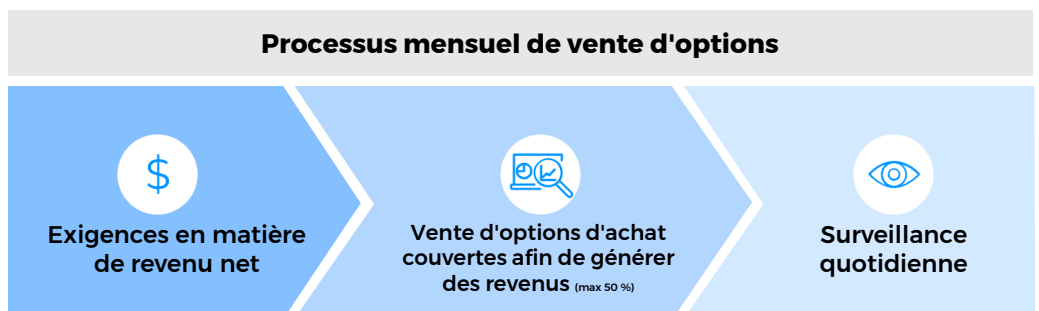 Processus mensuel de vente d'options
$
Exigences en matière
de revenu net
Vente d'options d'achat
couvertes afin de générer
des revenus (max 50 %)
Surveillance
quotidienne